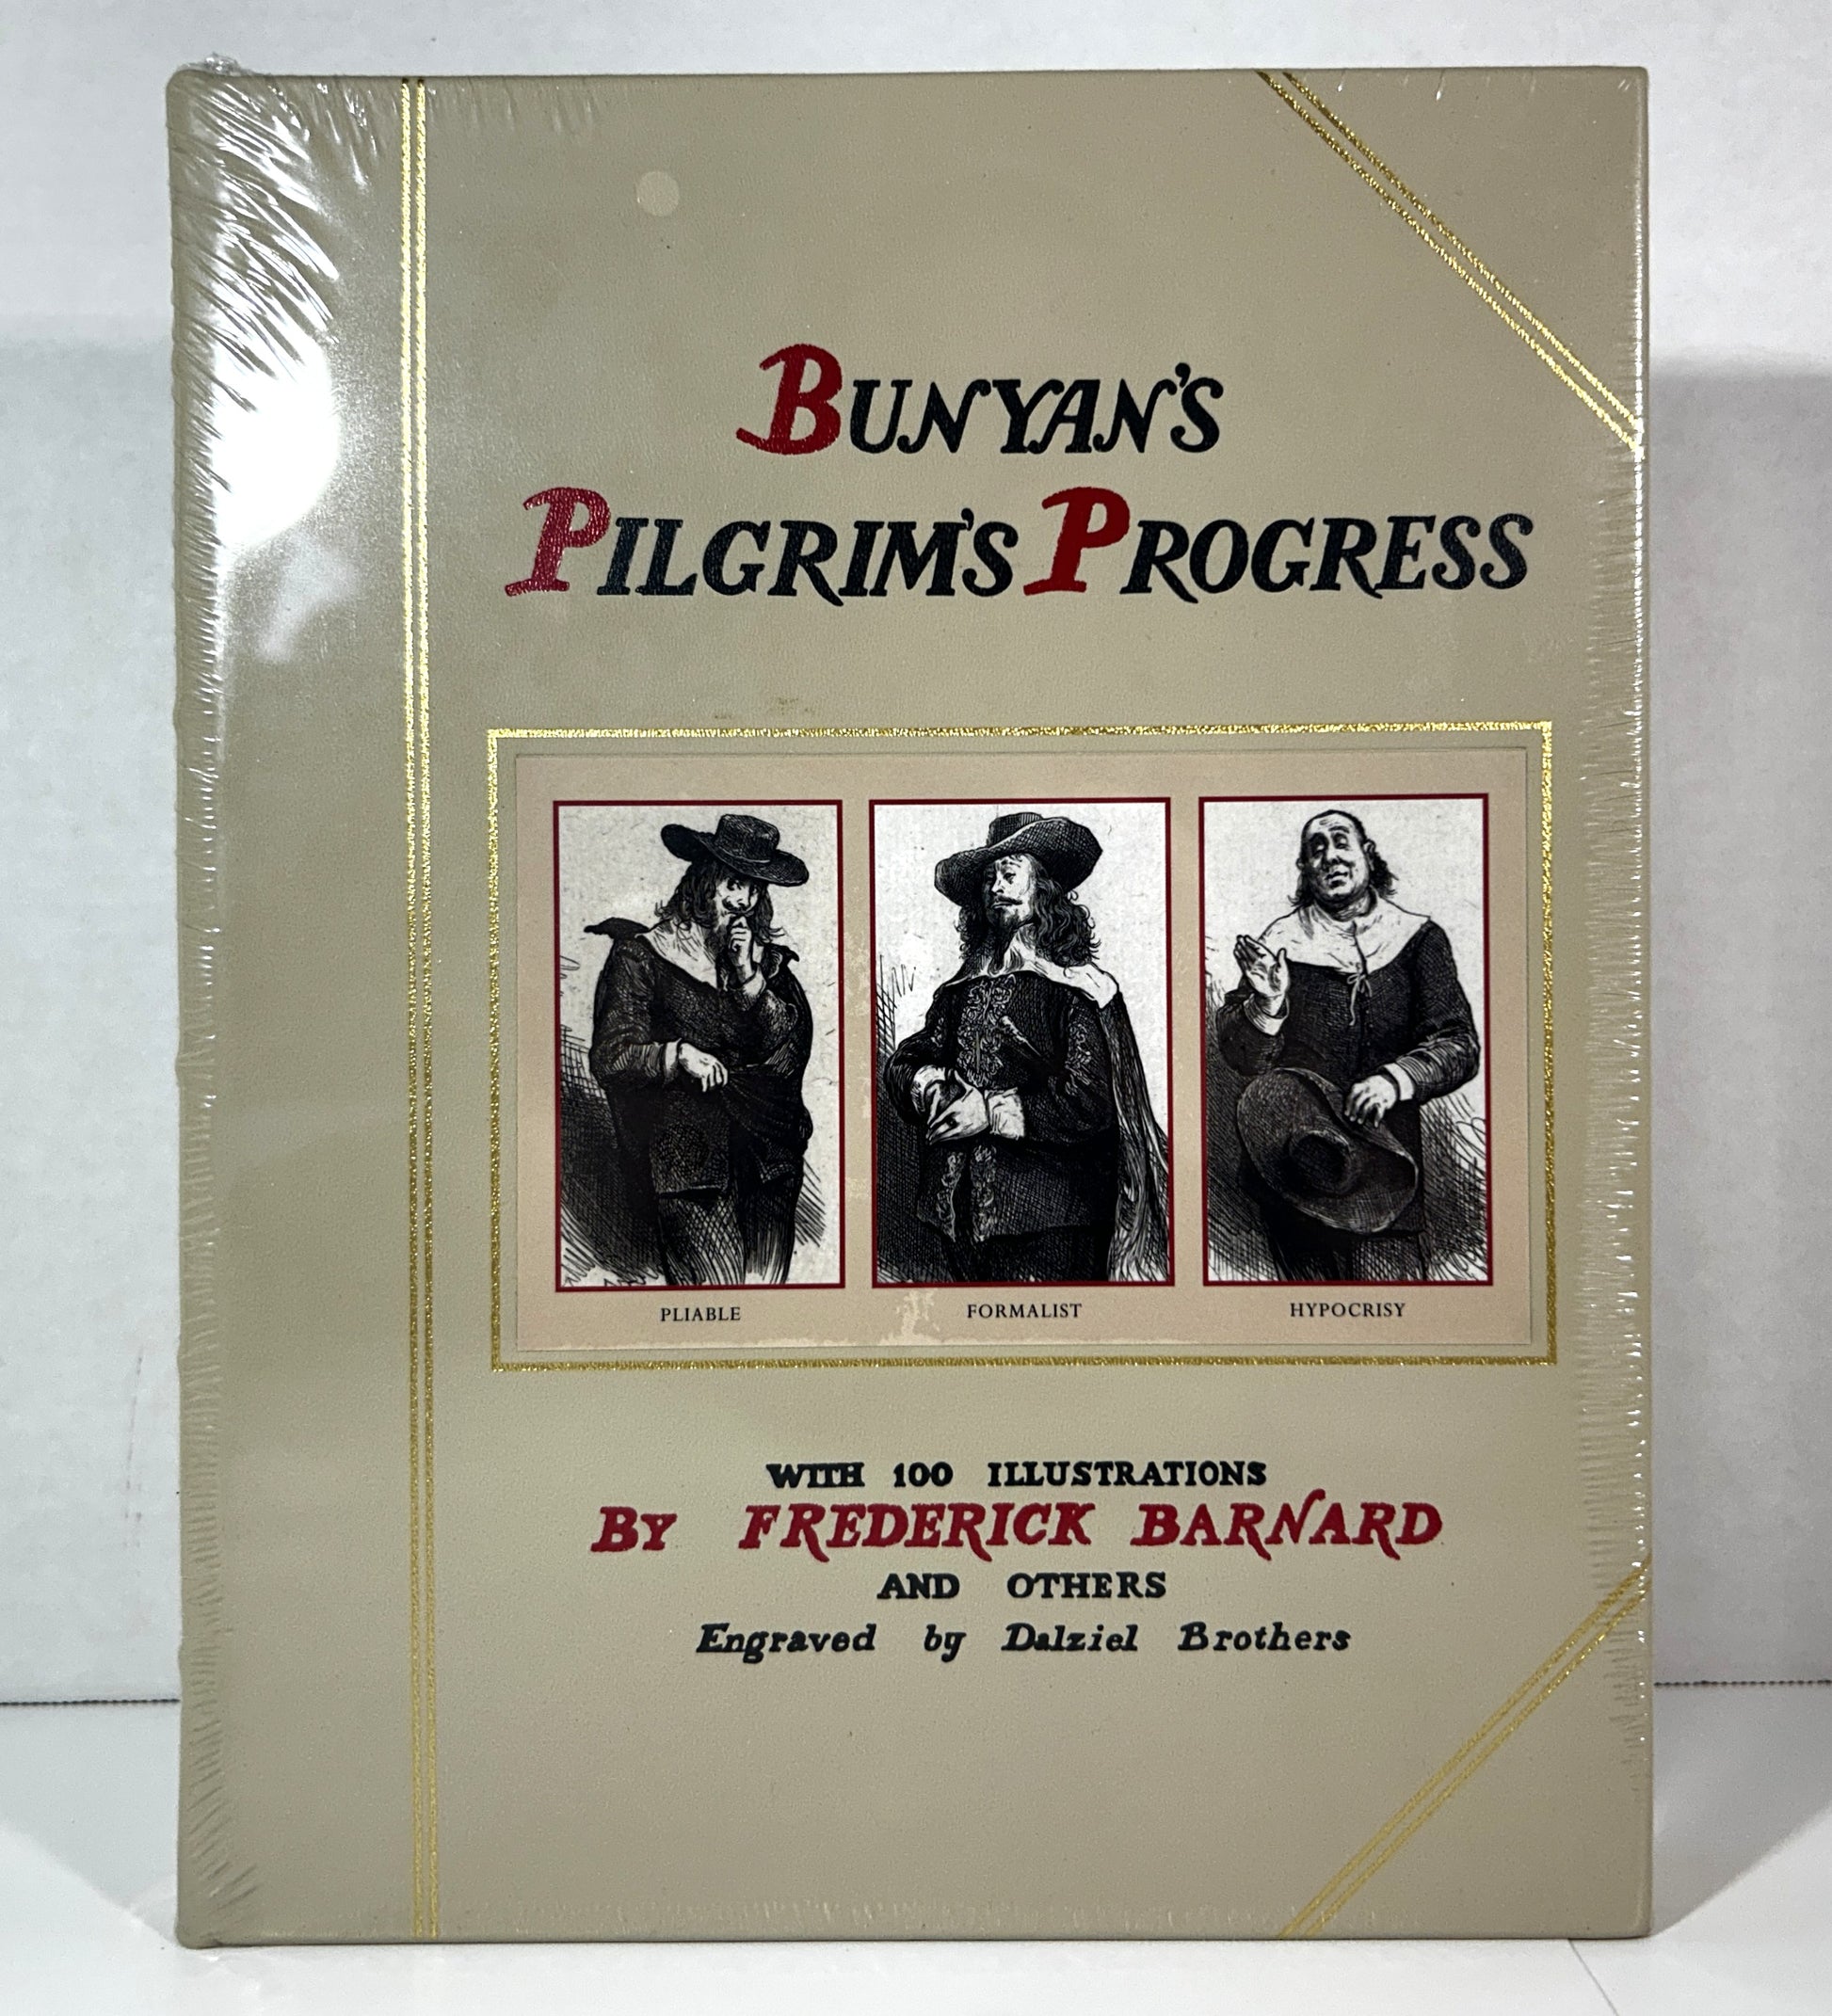 BUNYAN'S
PILGRIM'S PROGRESS
PLIABLE
FORMALIST
HYPOCRISY
WITH 100 ILLUSTRATIONS
BY FREDERICK BARNARD
AND OTHERS
Engraved by Dalziel Brothers